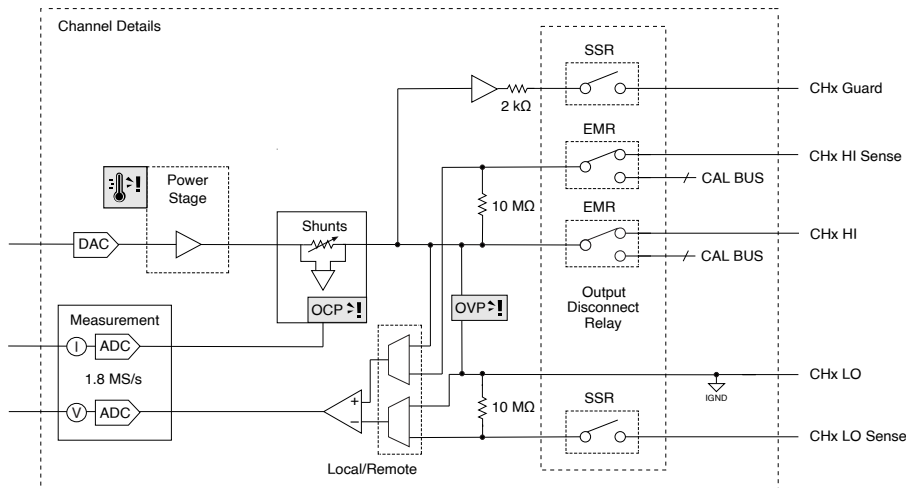 Channel Details
SSR
CHx Guard
2 kΩ
EMR
CHx HI Sense
CAL BUS
Power
Stage
!
10 MΩ
EMR
Shunts
DAC
CHx HI
CAL BUS
OCP !
OVP !
Output
Disconnect
Relay
Measurement
I
ADC
1.8 MS/s
CHx LO
IGND
V
ADC
+
−
10 MΩ
SSR
CHx LO Sense
Local/Remote